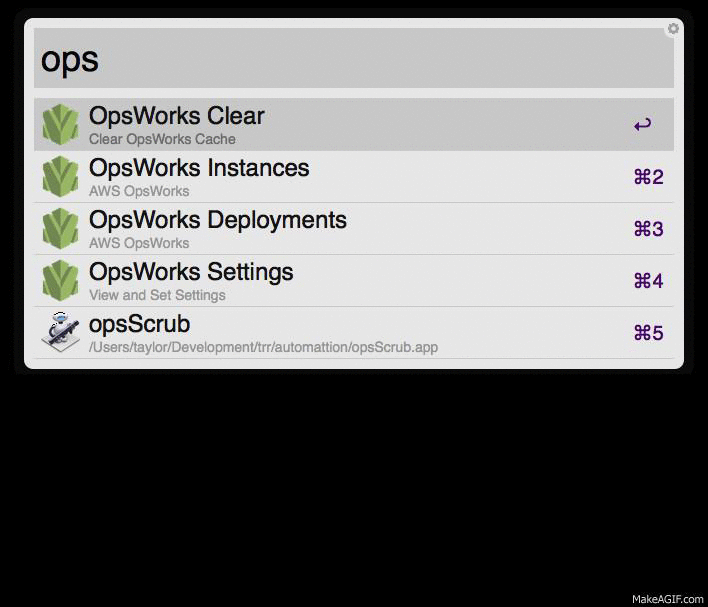 ops
OpsWorks Clear
Clear OpsWorks Cache
↩
OpsWorks Instances
AWS OpsWorks
⌘2
OpsWorks Deployments
AWS OpsWorks
⌘3
OpsWorks Settings
View and Set Settings
⌘4
opsScrub
/Users/taylor/Development/trr/automattion/opsScrub.app
⌘5
MakeAGIF.com